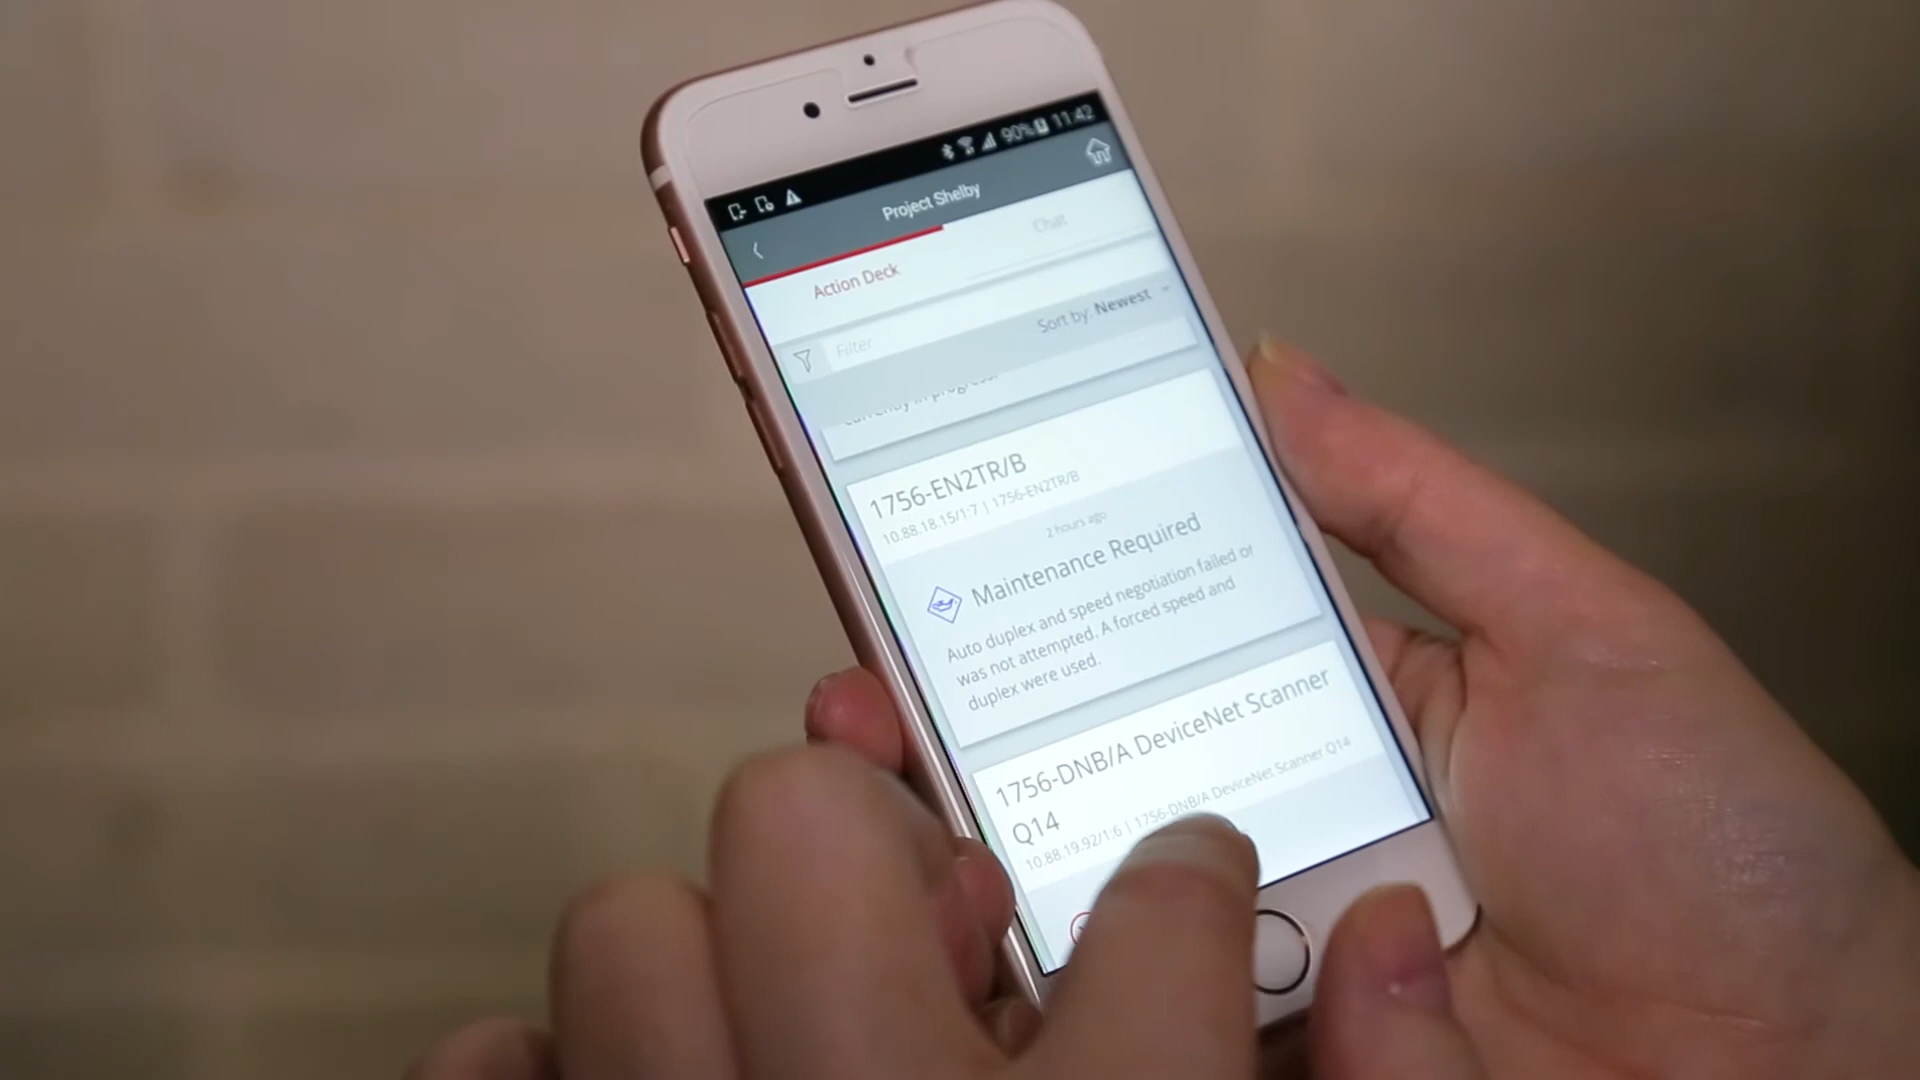 90% 11:42
Project Shelby
Action Deck
Chat
Filter
Sort by: Newest
currently in progress.
1756-EN2TR/B
10.88.18.15/1:7 | 1756-EN2TR/B
2 hours ago
Maintenance Required
Auto duplex and speed negotiation failed or
was not attempted. A forced speed and
duplex were used.
1756-DNB/A DeviceNet Scanner
Q14
10.88.19.92/1:6 | 1756-DNB/A DeviceNet Scanner Q14